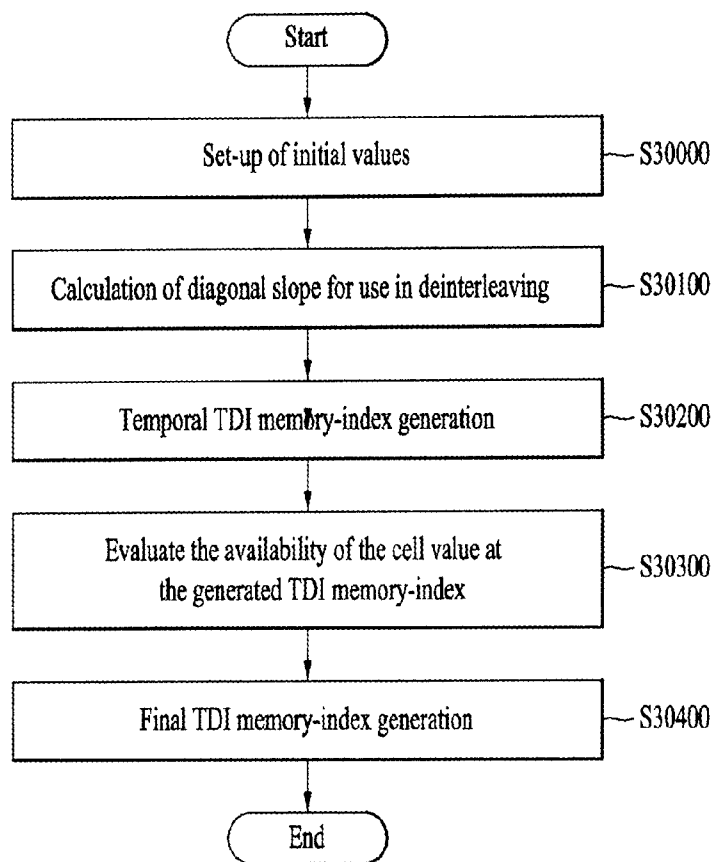 Start
Set-up of initial values
S30000
Calculation of diagonal slope for use in deinterleaving
S30100
Temporal TDI memory-index generation
S30200
Evaluate the availability of the cell value at
the generated TDI memory-index
S30300
Final TDI memory-index generation
S30400
End